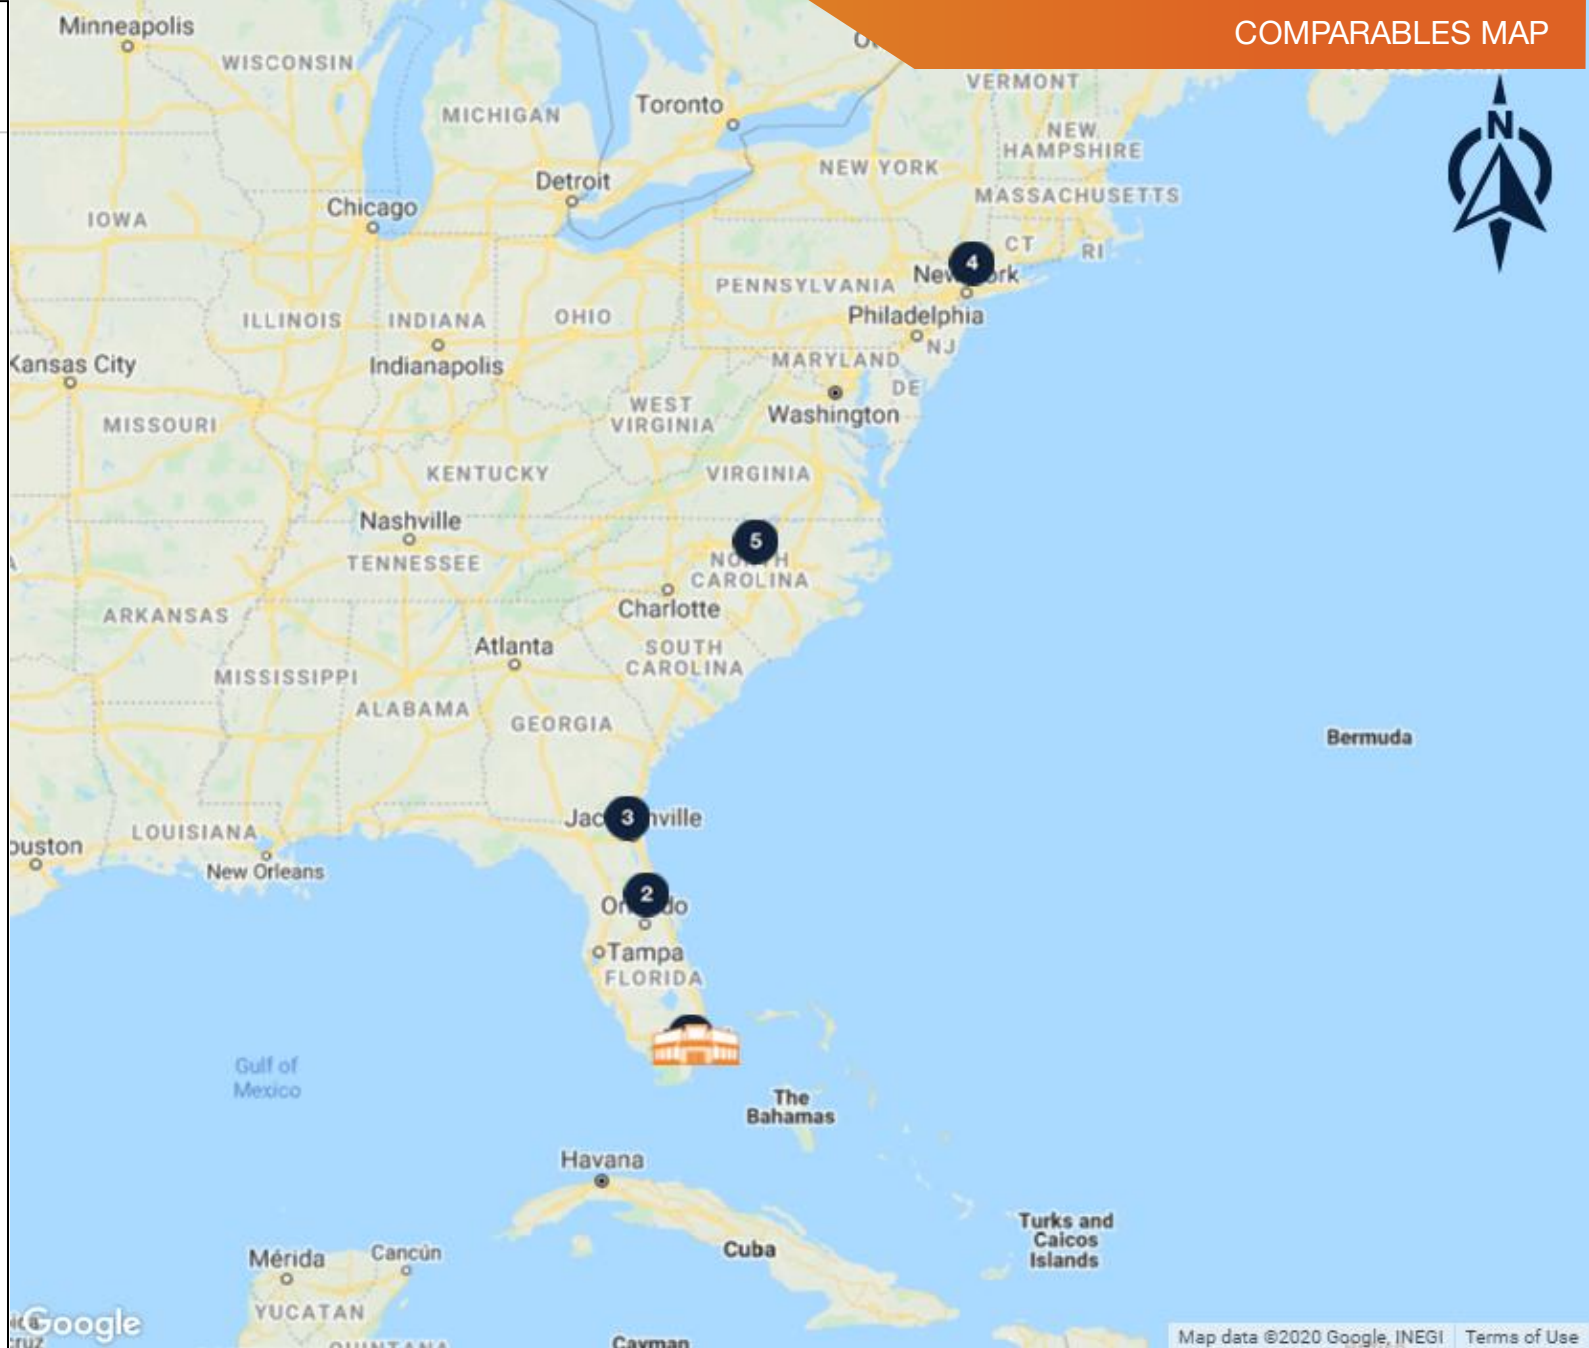 COMPARABLES MAP
Minneapolis
WISCONSIN
MICHIGAN
Toronto
VERMONT
N
NEW
HAMPSHIRE
NEW YORK
MASSACHUSETTS
Detroit
Chicago
IOWA
CT
RI
4
PENNSYLVANIA
ILLINOIS
INDIANA
OHIO
Philadelphia
NJ
MARYLAND
Kansas City
Indianapolis
DE
WEST
VIRGINIA
Washington
MISSOURI
KENTUCKY
VIRGINIA
Nashville
5
TENNESSEE
NORTH
CAROLINA
Charlotte
ARKANSAS
Atlanta
SOUTH
CAROLINA
MISSISSIPPI
ALABAMA
GEORGIA
Bermuda
3
LOUISIANA
ouston
New Orleans
2
Tampa
FLORIDA
Gulf of
Mexico
The
Bahamas
Havana
Turks and
Caicos
Islands
Cuba
Mérida
Cancún
YUCATAN
Google
Cayman
Map data ©2020 Google, INEGI
Terms of Use